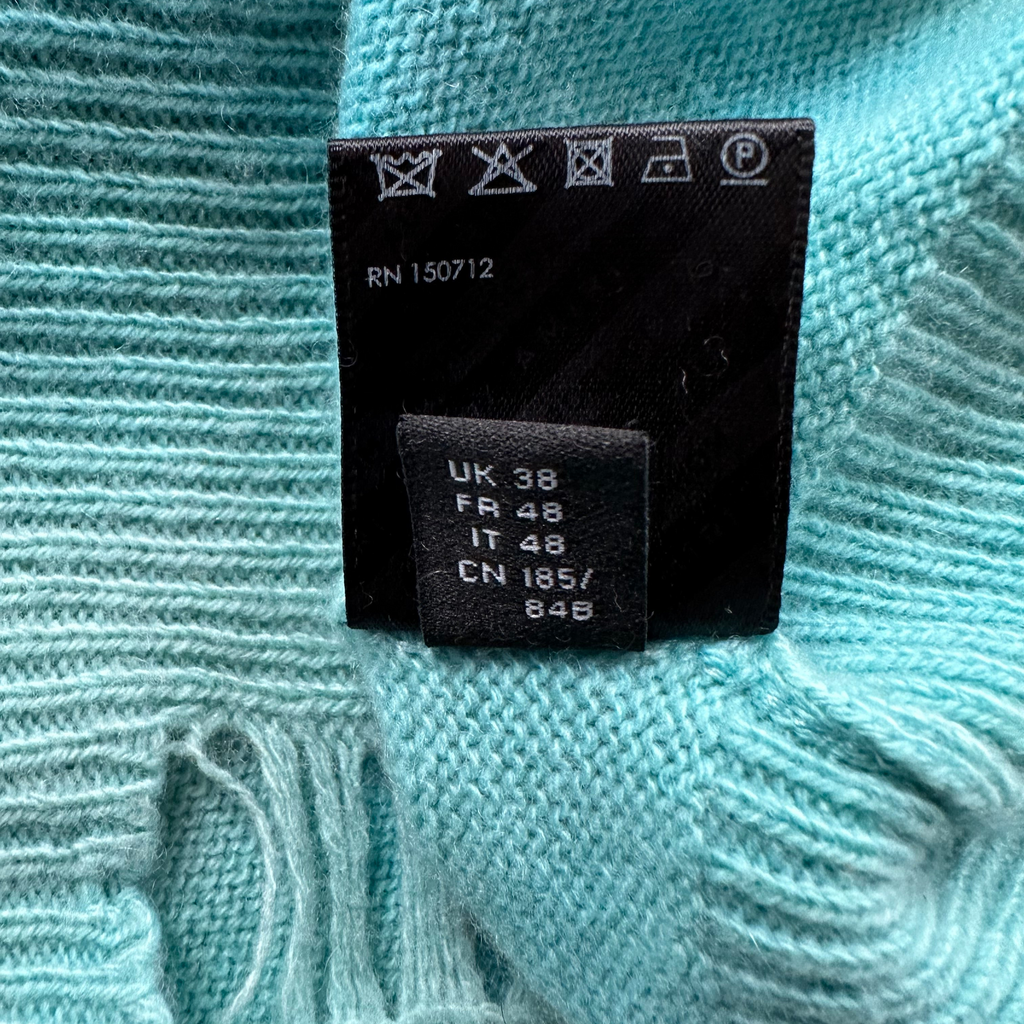 P
RN 150712
UK 38
FR 48
IT 48
CN 185/
84B